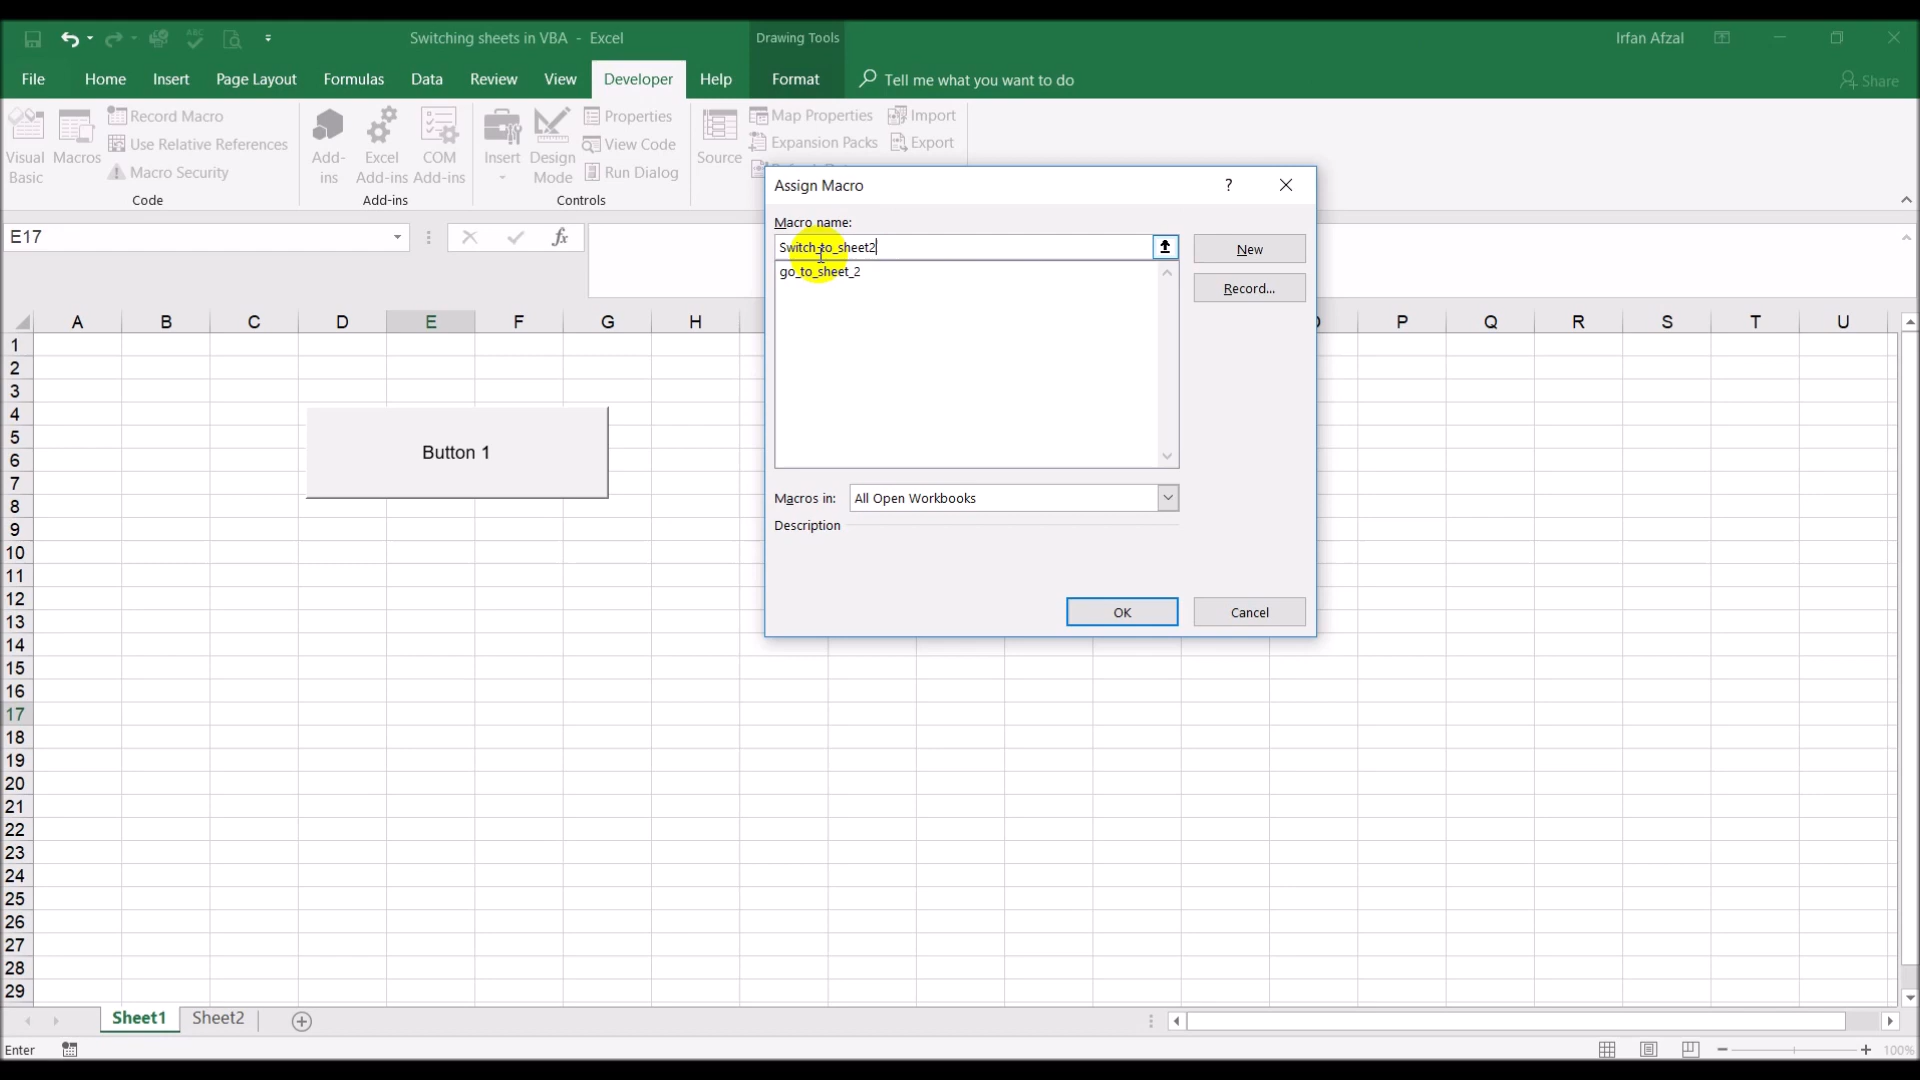 Switching sheets in VBA - Excel
Drawing Tools
Irfan Afzal
File Home Insert Page Layout Formulas Data Review View Developer Help Format Tell me what you want to do
Share
Visual Basic
Macros
Record Macro
Use Relative References
Macro Security
Code
Add-ins
Excel Add-ins
COM Add-ins
Add-ins
Insert
Design Mode
Properties
View Code
Run Dialog
Controls
Source
Map Properties
Expansion Packs
Import
Export
E17
fx
Assign Macro
?
Macro name:
Switch_to_sheet2
go_to_sheet_2
New
Record...
Macros in: All Open Workbooks
Description
OK Cancel
A B C D E F G H P Q R S T U
1
2
3
4
5
6
7
8
9
10
11
12
13
14
15
16
17
18
19
20
21
22
23
24
25
26
27
28
29
Button 1
Sheet1 Sheet2
Enter
100%